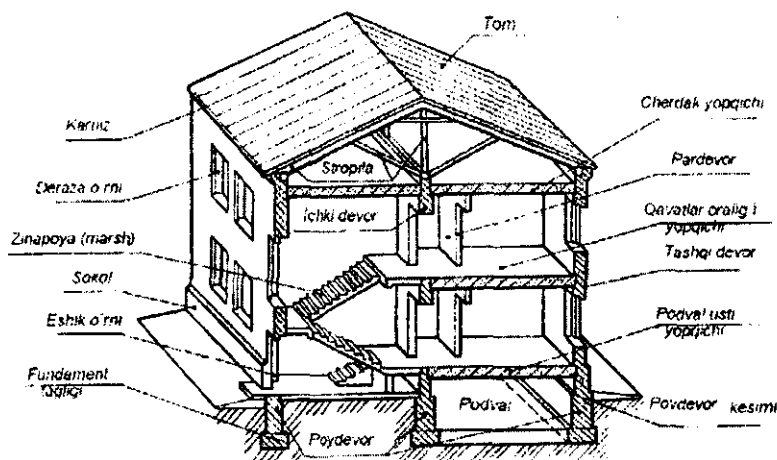 Tom
Karniz
Cherdak yopqichi
Stropila
Pardevor
Deraza o'rni
Ichki devor
Qavatlar oralig'i
yopqichi
Zinapoya (marsh)
Tashqi devor
Sokol
Eshik o'rni
Podval usti
yopqichi
Fundament
tagligi
Podval
Poydevor kesimi
Poydevor